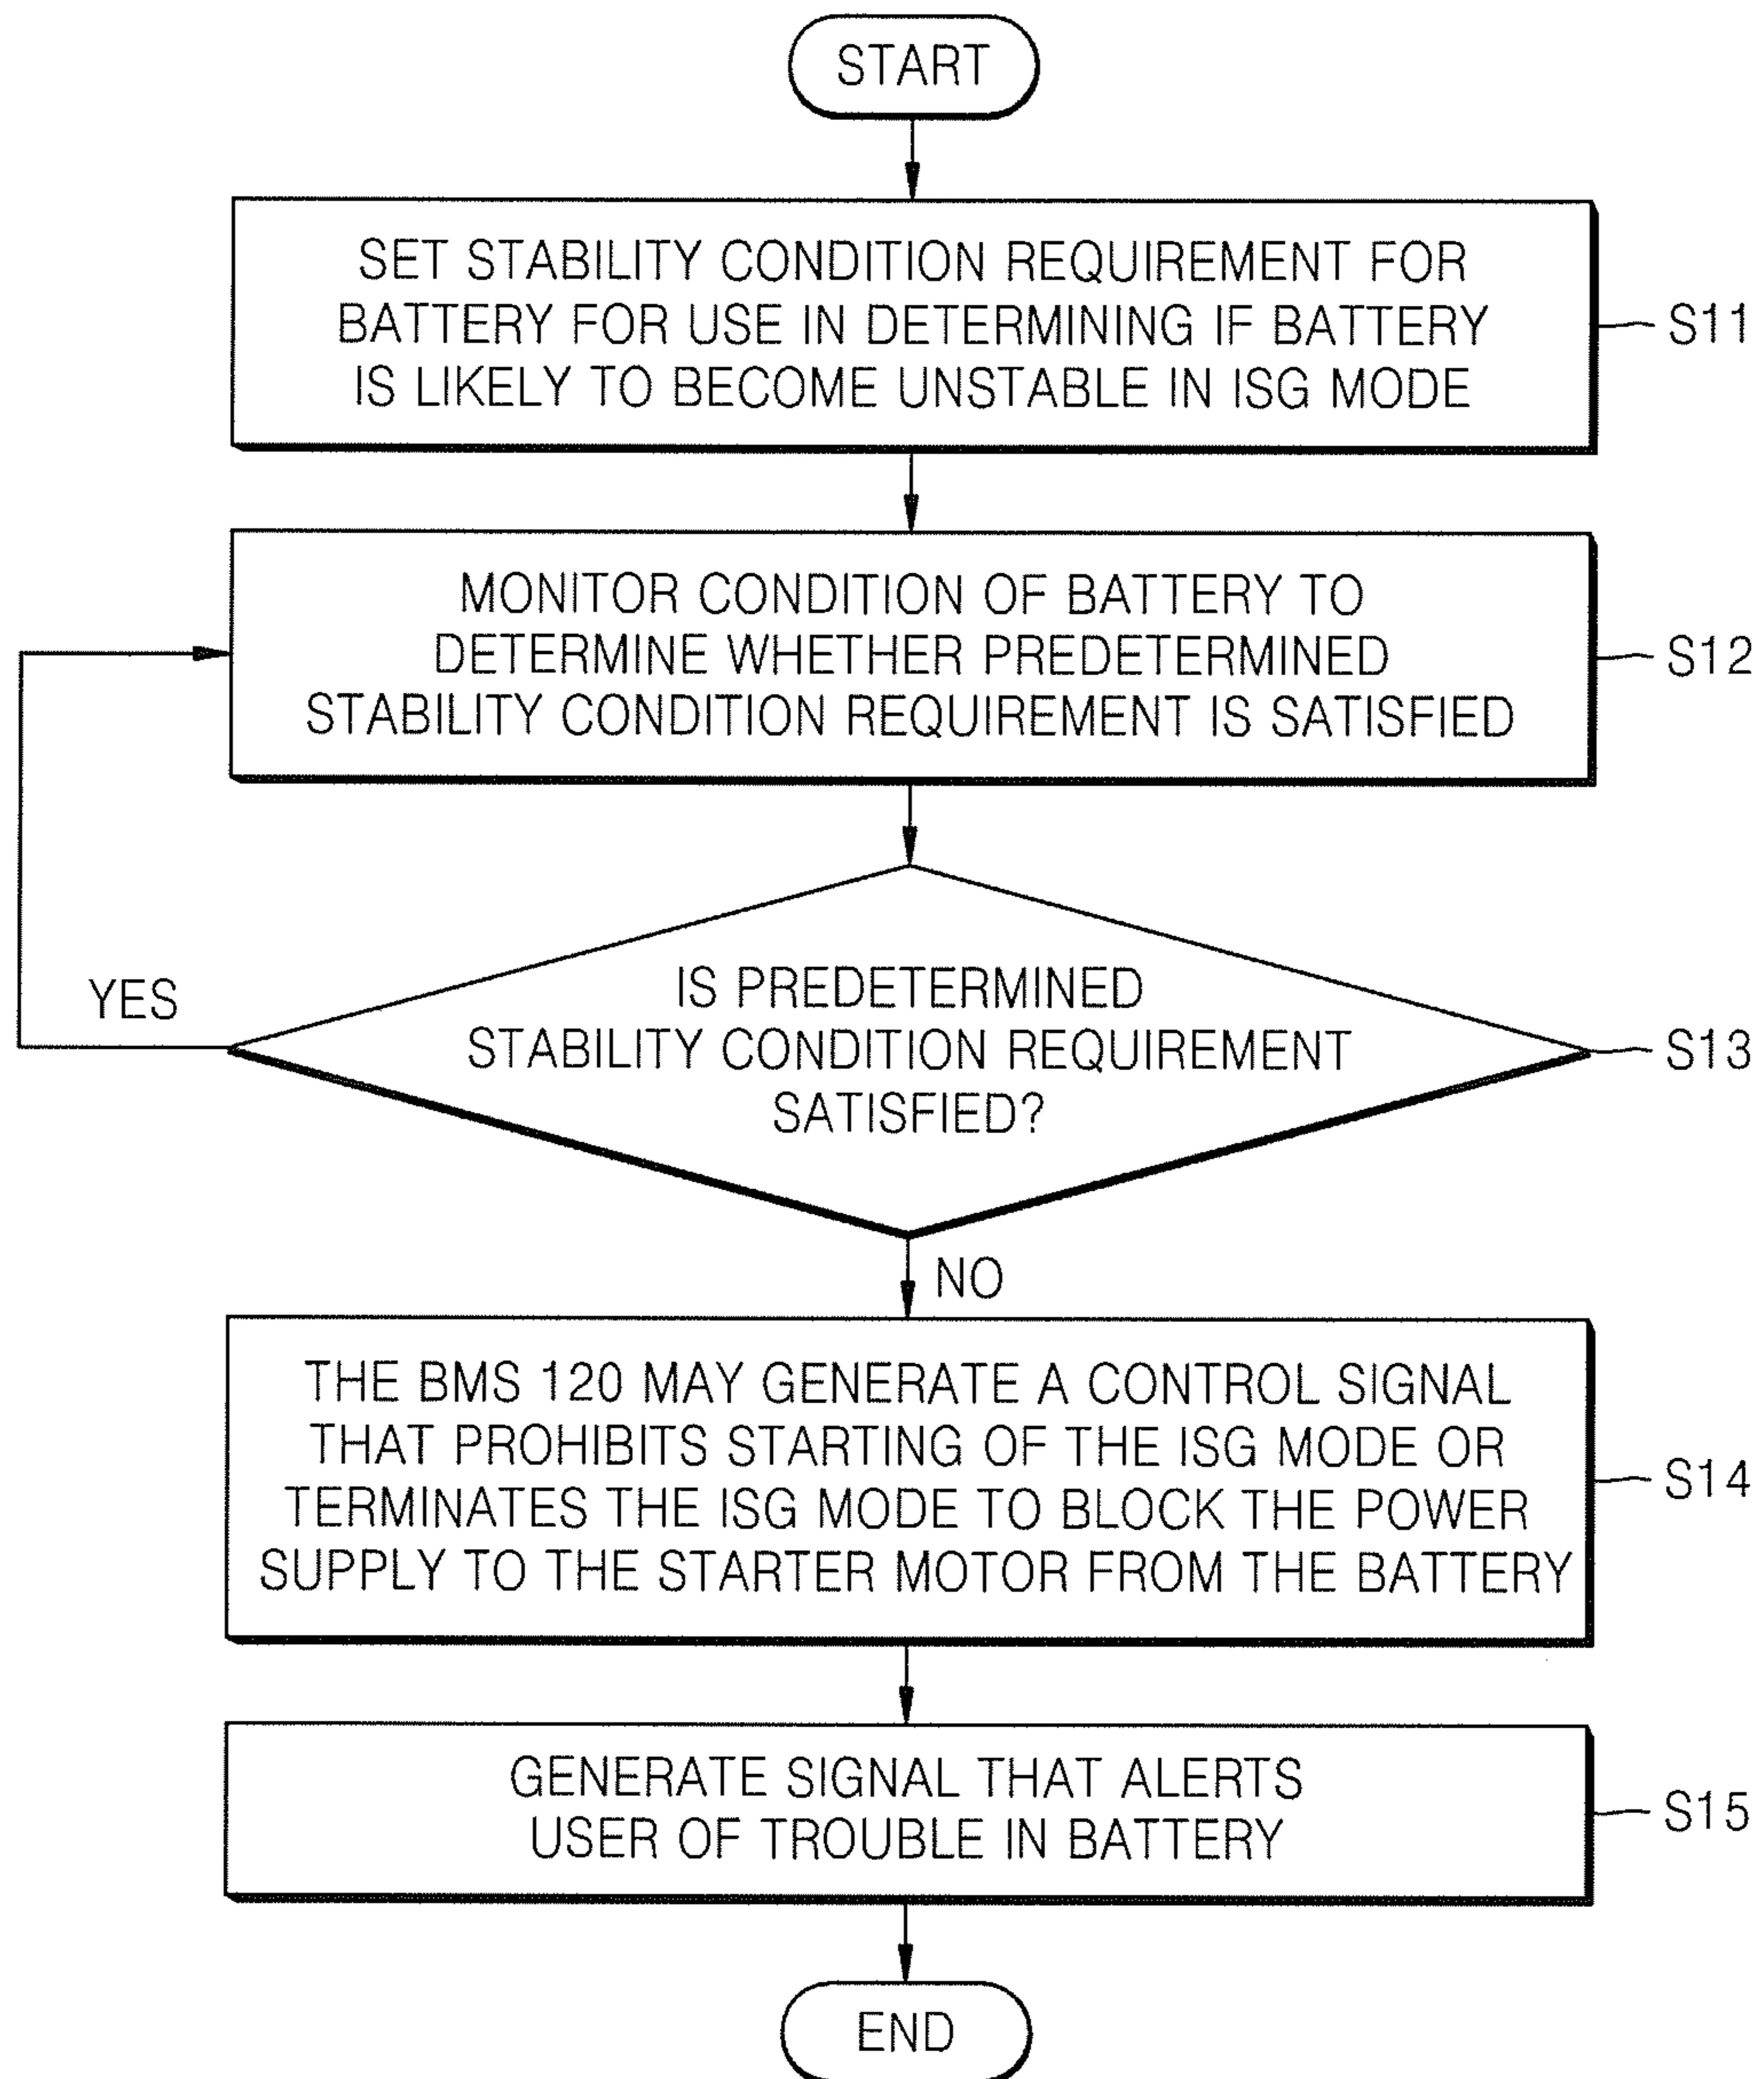 START
SET STABILITY CONDITION REQUIREMENT FOR
BATTERY FOR USE IN DETERMINING IF BATTERY
IS LIKELY TO BECOME UNSTABLE IN ISG MODE
S11
MONITOR CONDITION OF BATTERY TO
DETERMINE WHETHER PREDETERMINED
STABILITY CONDITION REQUIREMENT IS SATISFIED
S12
YES
IS PREDETERMINED
STABILITY CONDITION REQUIREMENT
SATISFIED?
S13
NO
THE BMS 120 MAY GENERATE A CONTROL SIGNAL
THAT PROHIBITS STARTING OF THE ISG MODE OR
TERMINATES THE ISG MODE TO BLOCK THE POWER
SUPPLY TO THE STARTER MOTOR FROM THE BATTERY
S14
GENERATE SIGNAL THAT ALERTS
USER OF TROUBLE IN BATTERY
S15
END